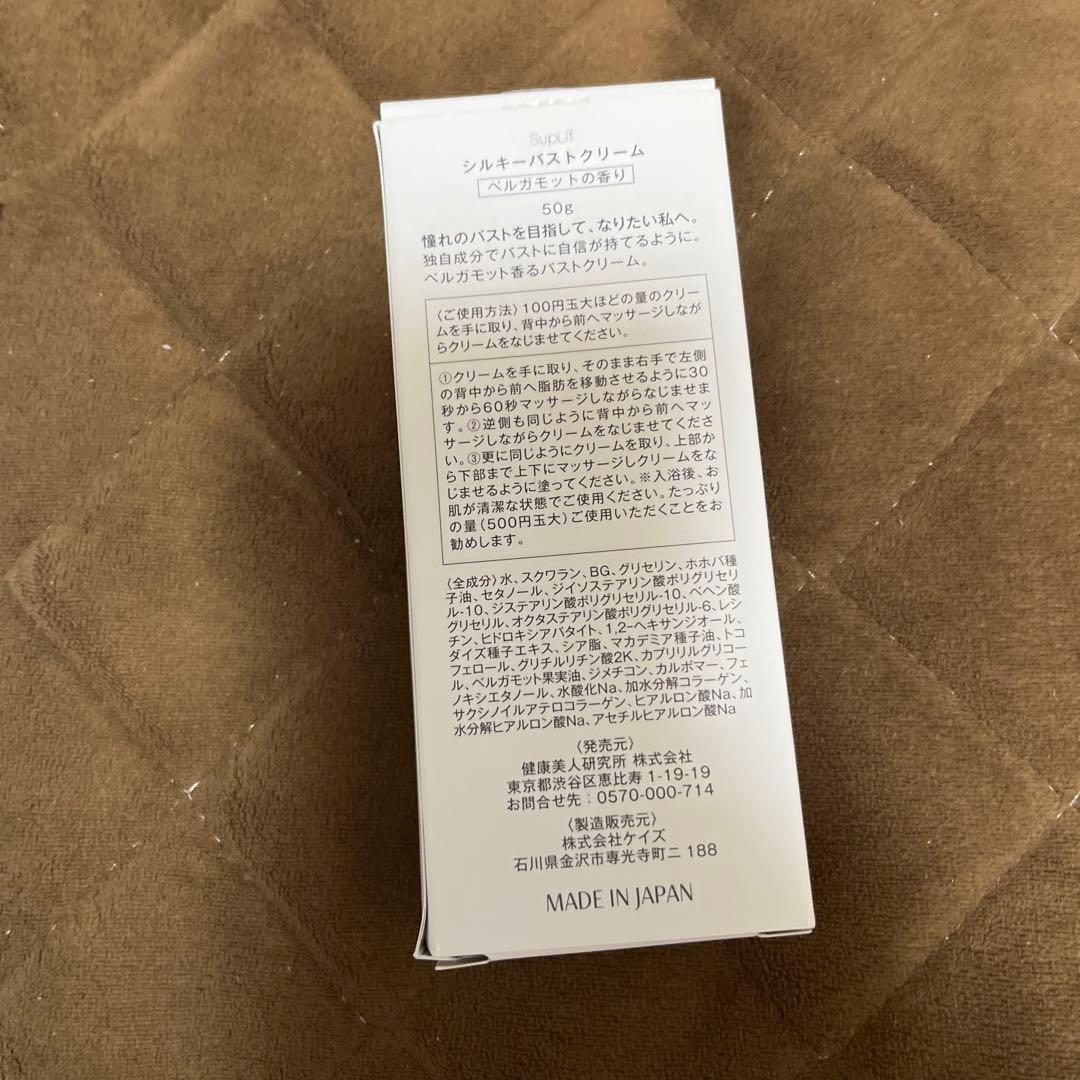 SupLif
シルキーバストクリーム
ベルガモットの香り
50g
憧れのバストを目指して、なりたい私へ。
独自成分でバストに自信が持てるように。
ベルガモット香るバストクリーム。
〈ご使用方法〉100円玉大ほどの量のクリー
ムを手に取り、背中から前へマッサージしなが
らクリームをなじませてください。
①クリームを手に取り、そのまま右手で左側
の背中から前へ脂肪を移動させるように30
秒から60秒マッサージしながらなじませま
す。②逆側も同じように背中から前へマッ
サージしながらクリームをなじませてくださ
い。③更に同じようにクリームを取り、上部か
ら下部まで上下にマッサージしクリームをな
じませるように塗ってください。※入浴後、お
肌が清潔な状態でご使用ください。たっぷり
の量(500円玉大)ご使用いただくことをお
勧めします。
〈全成分〉水、スクワラン、BG、グリセリン、ホホバ種
子油、セタノール、ジイソステアリン酸ポリグリセリ
ル-10、ジステアリン酸ポリグリセリル-10、ベヘン酸
グリセリル、オクタステアリン酸ポリグリセリル-6、レシ
チン、ヒドロキシアパタイト、1,2-ヘキサンジオール、
ダイズ種子エキス、シア脂、マカデミア種子油、トコ
フェロール、グリチルリチン酸2K、カプリリルグリコー
ル、ベルガモット果実油、ジメチコン、カルボマー、フェ
ノキシエタノール、水酸化Na、加水分解コラーゲン、
サクシノイルアテロコラーゲン、ヒアルロン酸Na、加
水分解ヒアルロン酸Na、アセチルヒアルロン酸Na
〈発売元〉
健康美人研究所 株式会社
東京都渋谷区恵比寿 1-19-19
お問合せ先：0570-000-714
〈製造販売元〉
株式会社ケイズ
石川県金沢市専光寺町ニ 188
MADE IN JAPAN